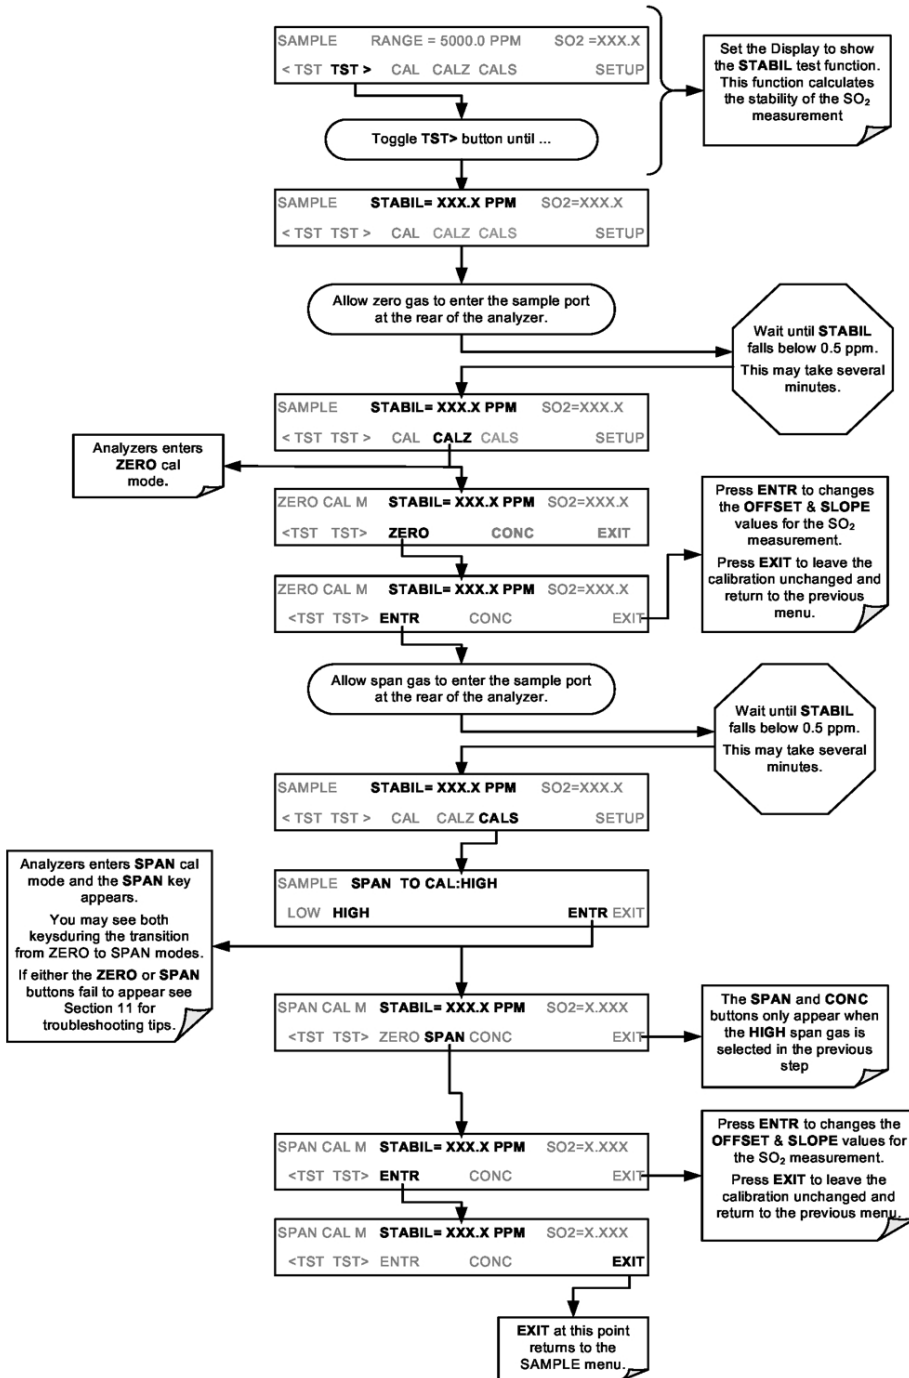 SAMPLE RANGE = 5000.0 PPM SO2 =XXX.X
< TST TST > CAL CALZ CALS SETUP
Set the Display to show
the STABIL test function.
This function calculates
the stability of the SO₂
measurement
Toggle TST> button until ...
SAMPLE STABIL= XXX.X PPM SO2=XXX.X
< TST TST > CAL CALZ CALS SETUP
Allow zero gas to enter the sample port
at the rear of the analyzer.
Wait until STABIL
falls below 0.5 ppm.
This may take several
minutes.
SAMPLE STABIL= XXX.X PPM SO2=XXX.X
< TST TST > CAL CALZ CALS SETUP
Analyzers enters
ZERO cal
mode.
ZERO CAL M STABIL= XXX.X PPM SO2=XXX.X
<TST TST> ZERO CONC EXIT
Press ENTR to changes
the OFFSET & SLOPE
values for the SO₂
measurement.
Press EXIT to leave the
calibration unchanged and
return to the previous
menu.
ZERO CAL M STABIL= XXX.X PPM SO2=XXX.X
<TST TST> ENTR CONC EXIT
Allow span gas to enter the sample port
at the rear of the analyzer.
Wait until STABIL
falls below 0.5 ppm.
This may take several
minutes.
SAMPLE STABIL= XXX.X PPM SO2=XXX.X
< TST TST > CAL CALZ CALS SETUP
Analyzers enters SPAN cal
mode and the SPAN key
appears.
You may see both
keysduring the transition
from ZERO to SPAN modes.
If either the ZERO or SPAN
buttons fail to appear see
Section 11 for
troubleshooting tips.
SAMPLE SPAN TO CAL:HIGH
LOW HIGH ENTR EXIT
SPAN CAL M STABIL= XXX.X PPM SO2=X.XXX
<TST TST> ZERO SPAN CONC EXIT
The SPAN and CONC
buttons only appear when
the HIGH span gas is
selected in the previous
step
SPAN CAL M STABIL= XXX.X PPM SO2=X.XXX
<TST TST> ENTR CONC EXIT
Press ENTR to changes the
OFFSET & SLOPE values for
the SO₂ measurement.
Press EXIT to leave the
calibration unchanged and
return to the previous menu.
SPAN CAL M STABIL= XXX.X PPM SO2=X.XXX
<TST TST> ENTR CONC EXIT
EXIT at this point
returns to the
SAMPLE menu.